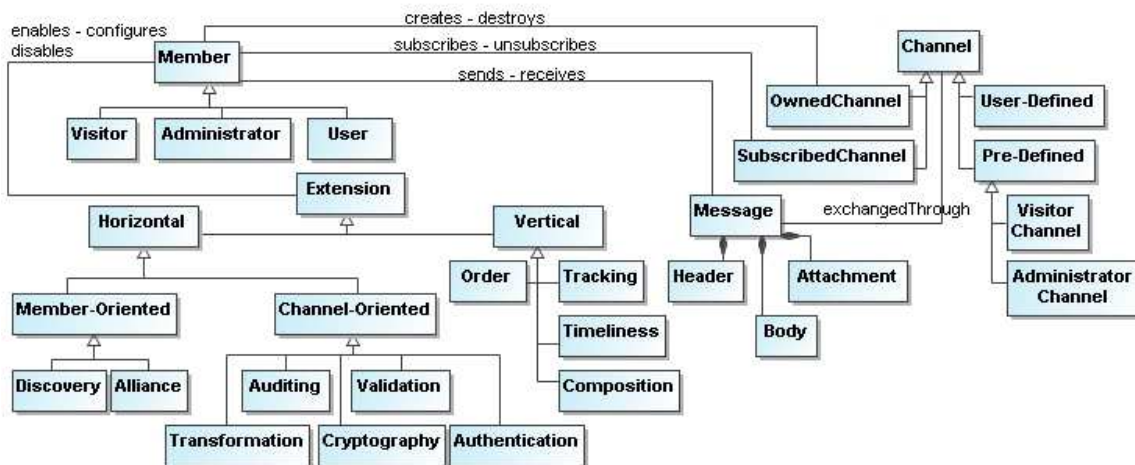 creates - destroys
enables - configures
disables
Member
subscribes - unsubscribes
Channel
sends - receives
OwnedChannel
User-Defined
Visitor
Administrator
User
SubscribedChannel
Pre-Defined
Extension
Message
exchangedThrough
Visitor
Channel
Horizontal
Vertical
Order
Tracking
Header
Attachment
Administrator
Channel
Member-Oriented
Channel-Oriented
Timeliness
Body
Discovery
Alliance
Auditing
Validation
Composition
Transformation
Cryptography
Authentication